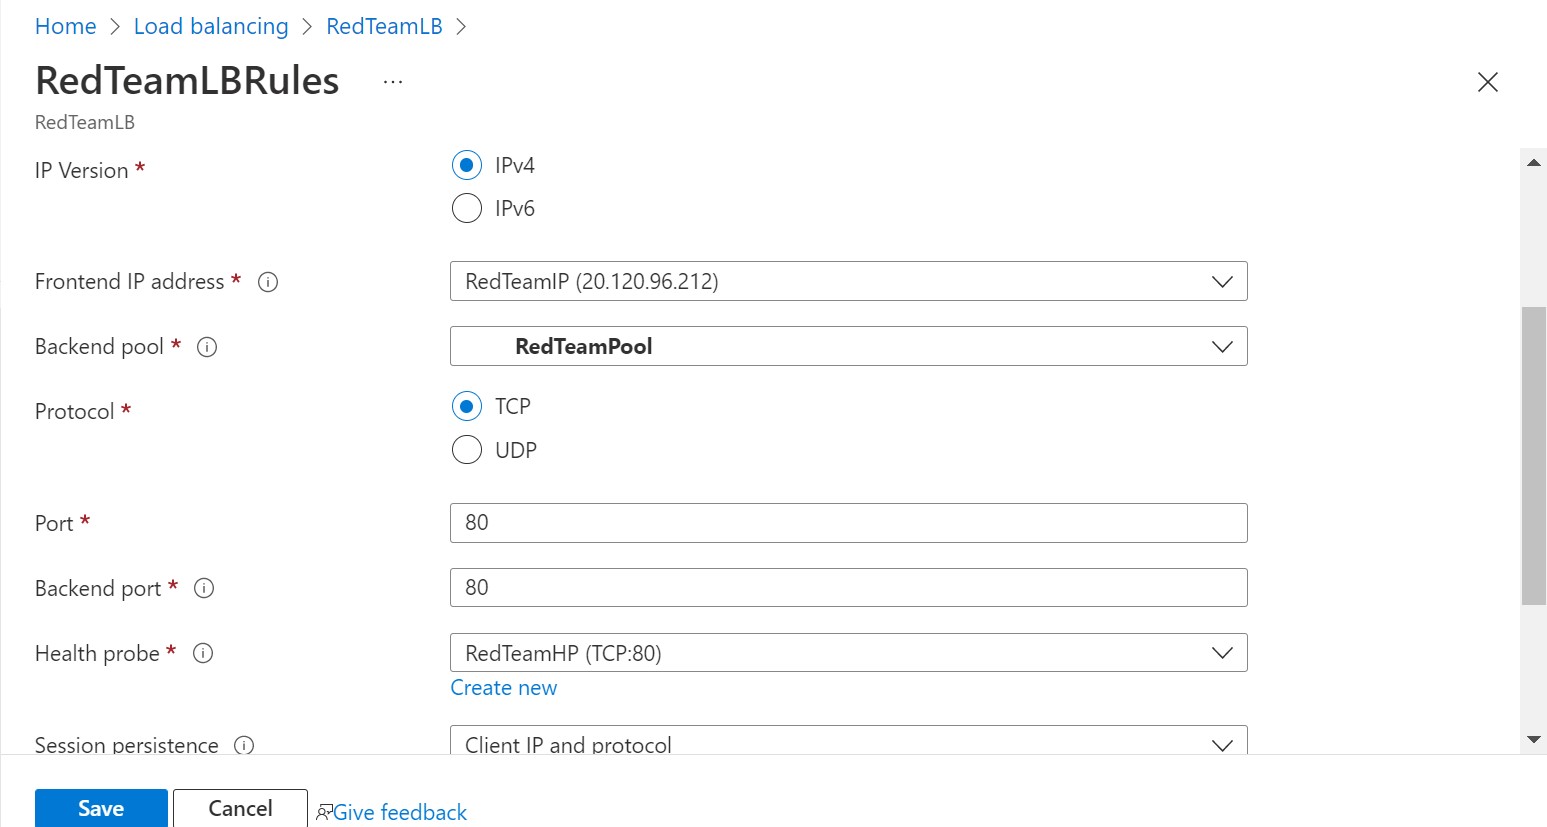 Home > Load balancing > RedTeamLB >
RedTeamLBRules ...
RedTeamLB
IP Version *
IPv4
IPv6
Frontend IP address *
RedTeamIP (20.120.96.212)
Backend pool *
RedTeamPool
Protocol *
TCP
UDP
Port *
80
Backend port *
80
Health probe *
RedTeamHP (TCP:80)
Create new
Session persistence
Client IP and protocol
Save
Cancel
Give feedback